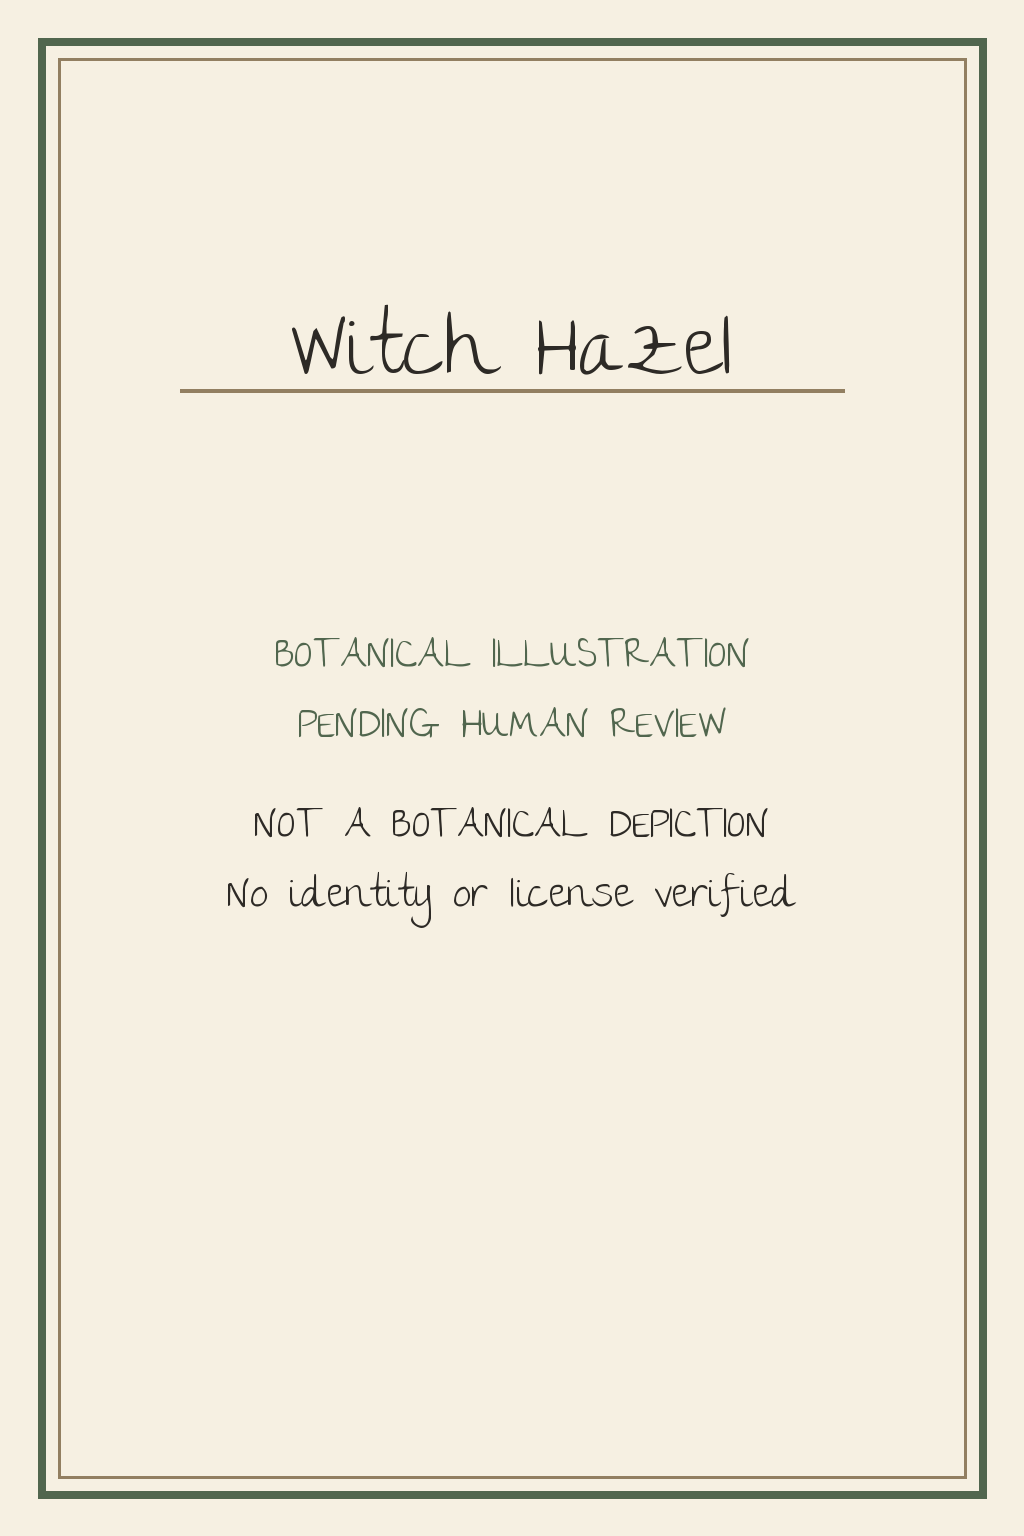 Witch Hazel
BOTANICAL ILLUSTRATION
PENDING HUMAN REVIEW
NOT A BOTANICAL DEPICTION
No identity or license verified